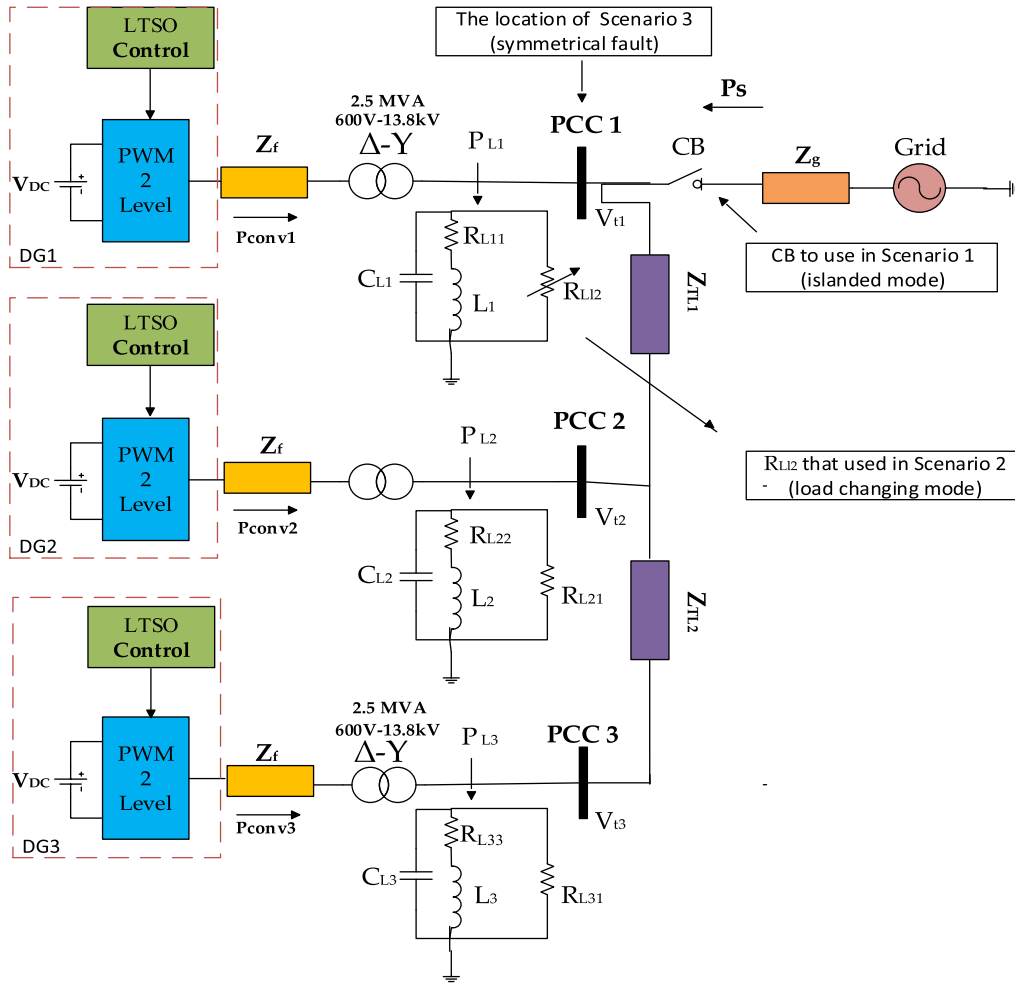 The location of Scenario 3
(symmetrical fault)
LTSO
Control
PWM
2
Level
VDC
DG1
Zf
Pconv1
2.5 MVA
600V-13.8kV
Δ-Y
PL1
PCC 1
Vt1
Ps
CB
Zg
Grid
CB to use in Scenario 1
(islanded mode)
CL1
RL11
L1
RLl2
ZTL1
LTSO
Control
PWM
2
Level
VDC
DG2
Zf
Pconv2
PL2
PCC 2
Vt2
RLl2 that used in Scenario 2
- (load changing mode)
CL2
RL22
L2
RL21
ZTL2
LTSO
Control
PWM
2
Level
VDC
DG3
Zf
Pconv3
2.5 MVA
600V-13.8kV
Δ-Y
PL3
PCC 3
Vt3
-
CL3
RL33
L3
RL31